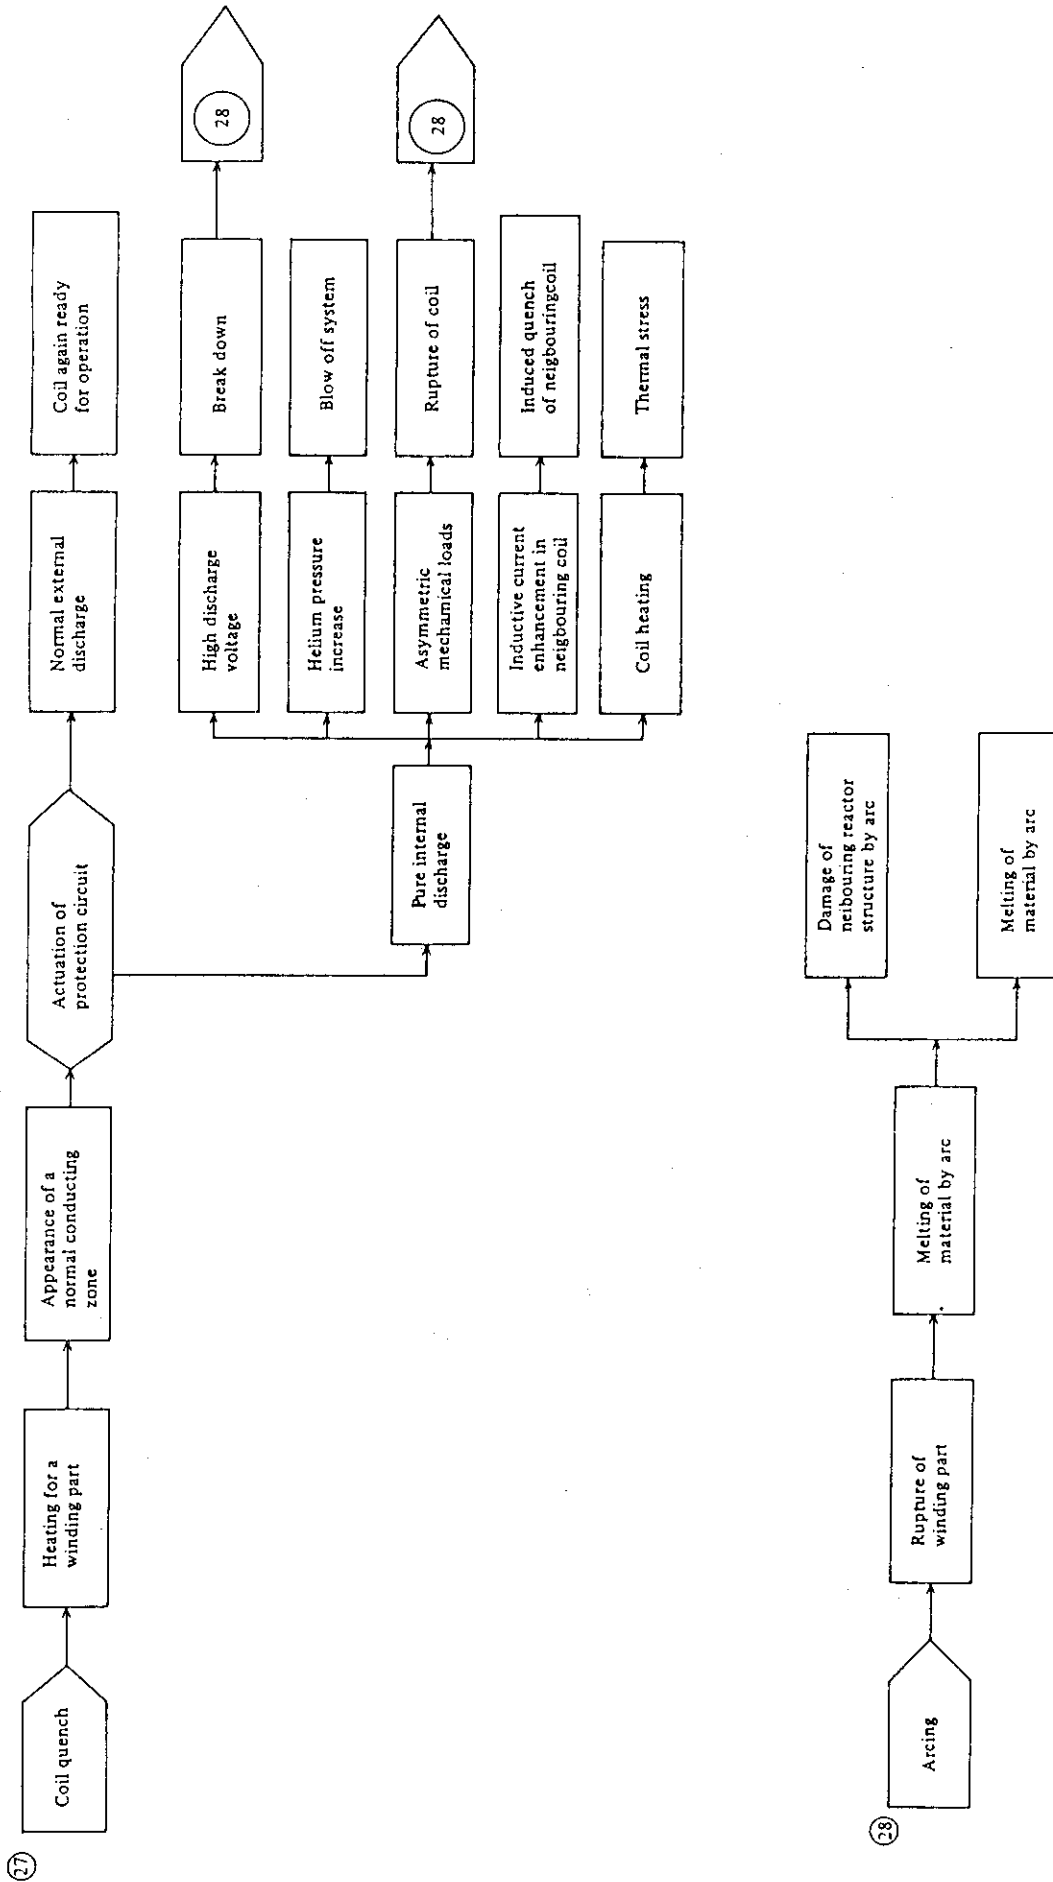 27
Coil quench
Heating for a
winding part
Appearance of a
normal conducting
zone
Actuation of
protection circuit
Normal external
discharge
Coil again ready
for operation
Pure internal
discharge
High discharge
voltage
Break down
28
Helium pressure
increase
Blow off system
Asymmetric
mechanical loads
Rupture of coil
28
Inductive current
enhancement in
neigbouring coil
Induced quench
of neigbouringcoil
Coil heating
Thermal stress
28
Arcing
Rupture of
winding part
Melting of
material by arc
Damage of
neibouring reactor
structure by arc
Melting of
material by arc